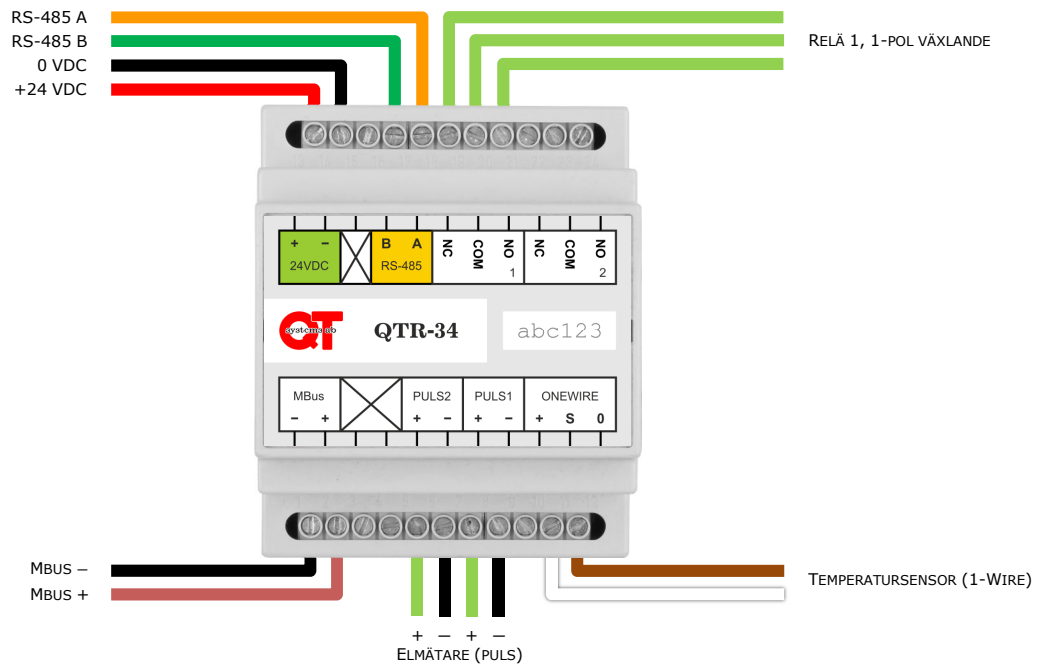 RS-485 A
RS-485 B
0 VDC
+24 VDC
RELÄ 1, 1-POL VÄXLANDE
+ − B A NC COM NO NC COM NO
24VDC RS-485 1 2
QT
systems ab
QTR-34
abc123
MBus PULS2 PULS1 ONEWIRE
− + + − + − + S 0
MBUS −
MBUS +
TEMPERATURSENSOR (1-WIRE)
+ − + −
ELMÄTARE (PULS)